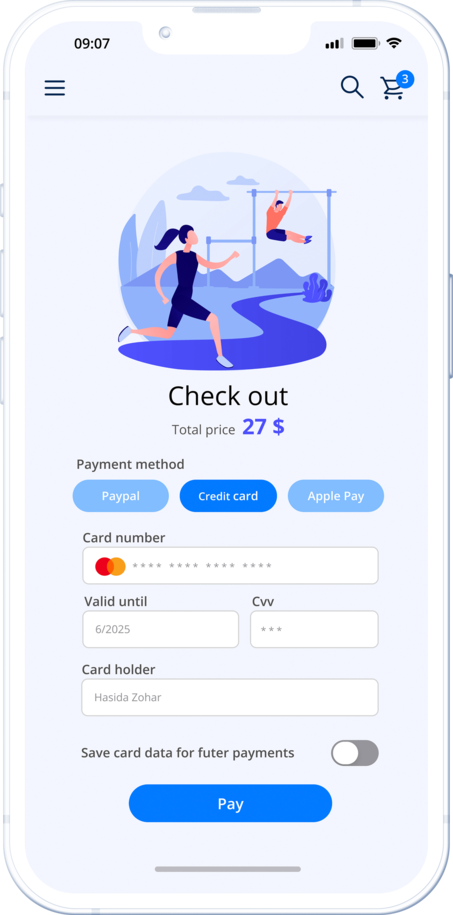 09:07
3
Check out
Total price 27 $
Payment method
Paypal Credit card Apple Pay
Card number
**** **** **** ****
Valid until Cvv
6/2025 ***
Card holder
Hasida Zohar
Save card data for futer payments
Pay